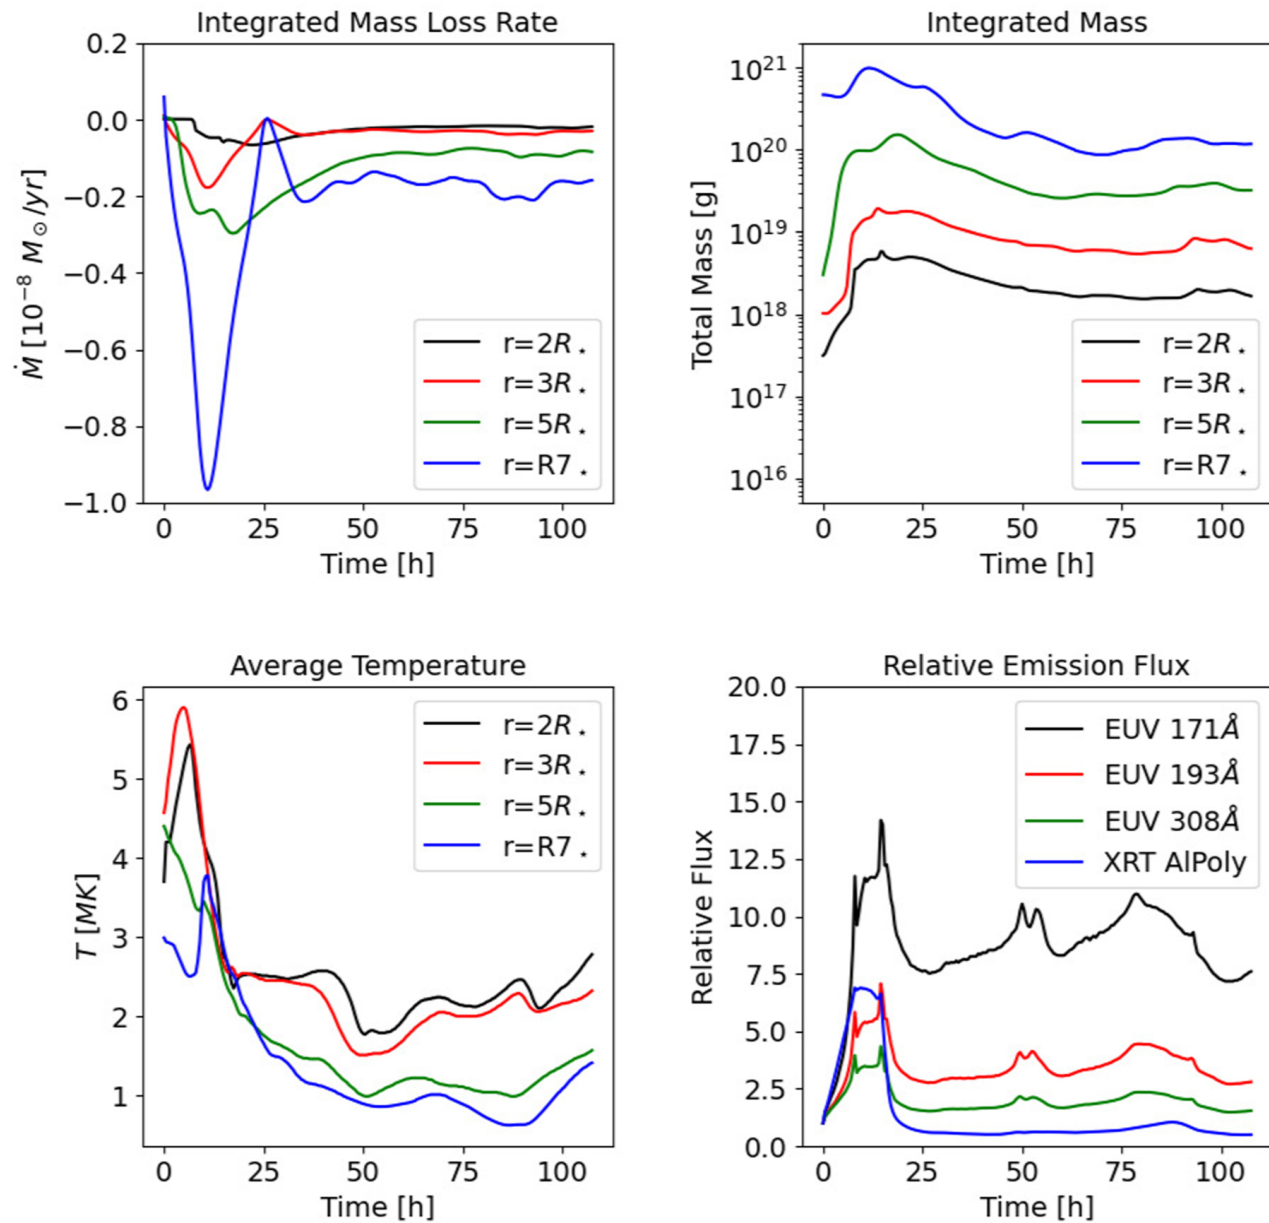 Integrated Mass Loss Rate
0.2
0.0
−0.2
−0.4
−0.6
−0.8
−1.0
Ṁ [10⁻⁸ M⊙/yr]
r=2R⋆
r=3R⋆
r=5R⋆
r=R7⋆
0 25 50 75 100
Time [h]
Integrated Mass
10²¹
10²⁰
10¹⁹
10¹⁸
10¹⁷
10¹⁶
Total Mass [g]
r=2R⋆
r=3R⋆
r=5R⋆
r=R7⋆
0 25 50 75 100
Time [h]
Average Temperature
6
5
4
3
2
1
T [MK]
r=2R⋆
r=3R⋆
r=5R⋆
r=R7⋆
0 25 50 75 100
Time [h]
Relative Emission Flux
20.0
17.5
15.0
12.5
10.0
7.5
5.0
2.5
0.0
Relative Flux
EUV 171Å
EUV 193Å
EUV 308Å
XRT AlPoly
0 25 50 75 100
Time [h]